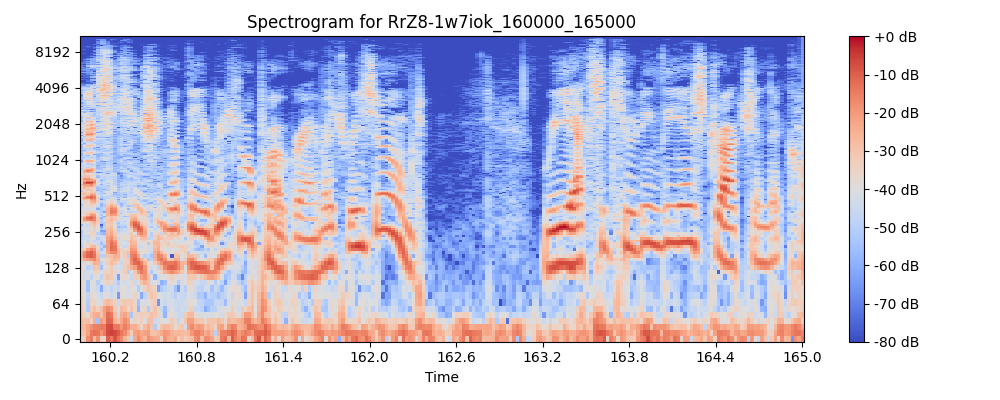 Spectrogram for RrZ8-1w7iok_160000_165000
Hz
8192
4096
2048
1024
512
256
128
64
0
160.2 160.8 161.4 162.0 162.6 163.2 163.8 164.4 165.0
Time
+0 dB
-10 dB
-20 dB
-30 dB
-40 dB
-50 dB
-60 dB
-70 dB
-80 dB